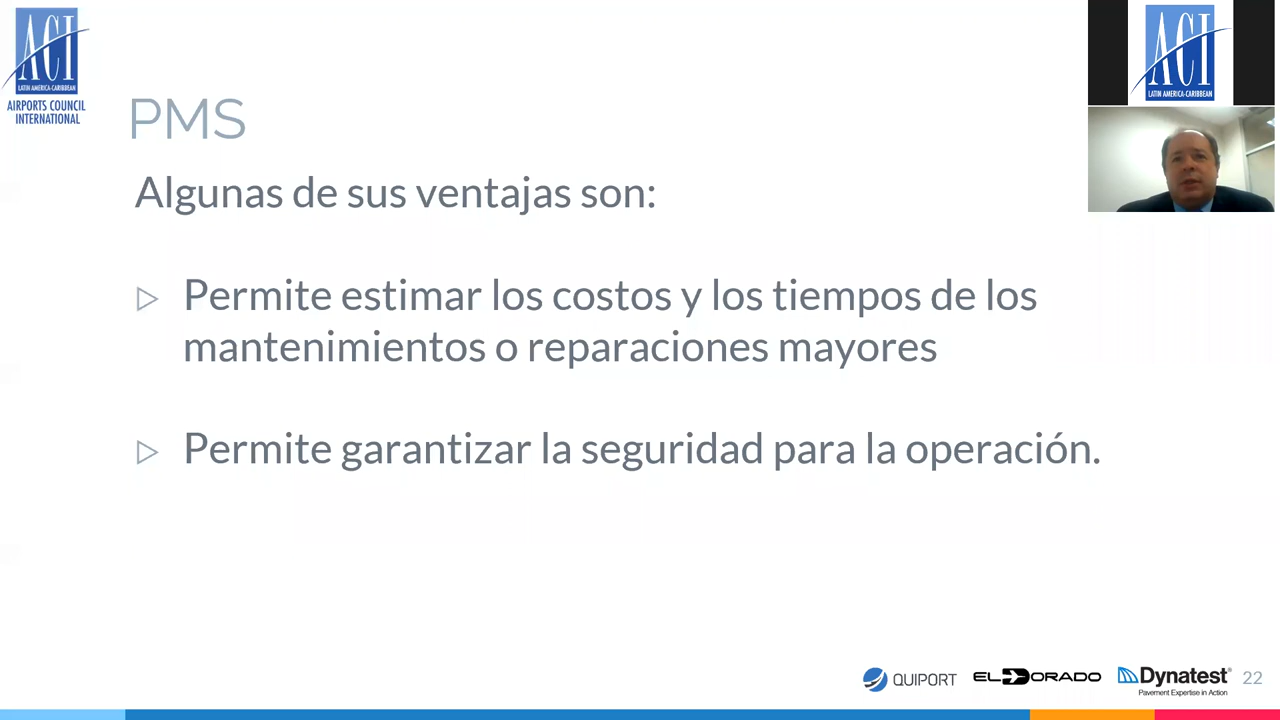 ACI
LATIN AMERICA-CARIBBEAN
AIRPORTS COUNCIL
INTERNATIONAL
ACI
LATIN AMERICA-CARIBBEAN
PMS
Algunas de sus ventajas son:
▷ Permite estimar los costos y los tiempos de los
mantenimientos o reparaciones mayores
▷ Permite garantizar la seguridad para la operación.
QUIPORT
EL DORADO
Dynatest®
Pavement Expertise in Action
22